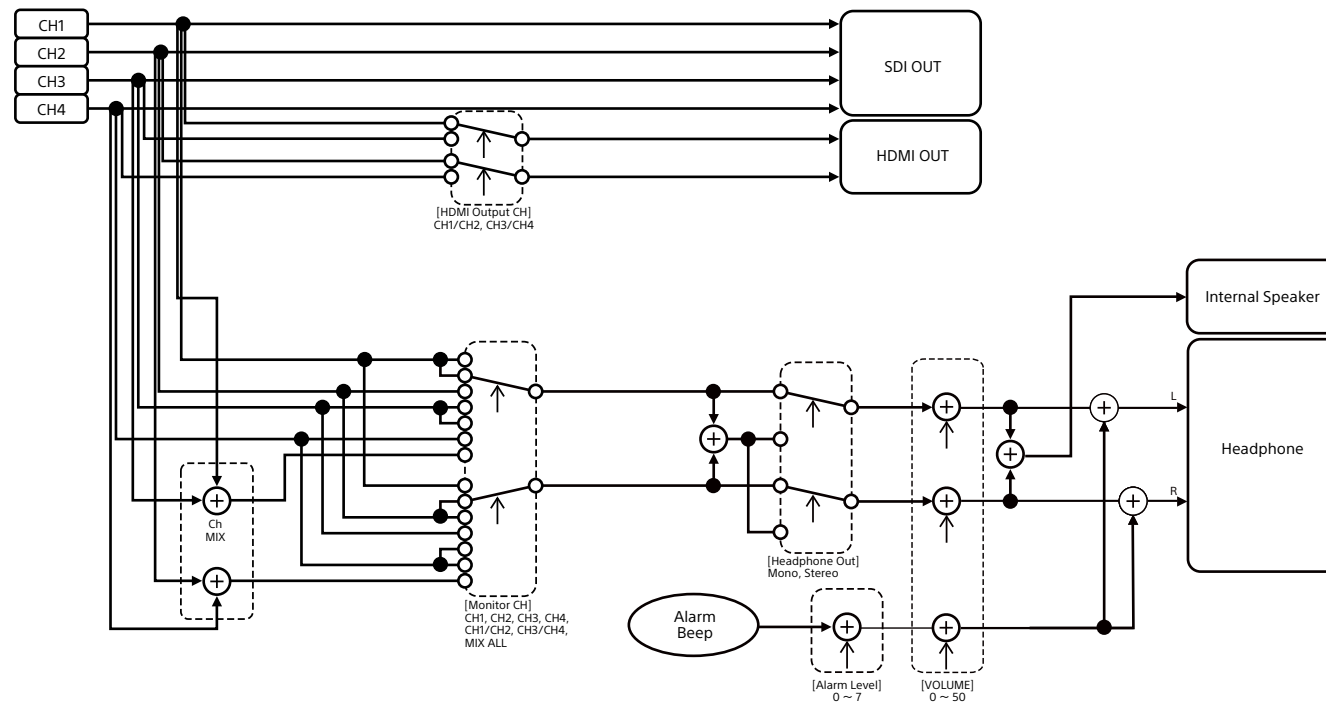 CH1
CH2
CH3
CH4
SDI OUT
HDMI OUT
[HDMI Output CH]
CH1/CH2, CH3/CH4
Internal Speaker
L
Headphone
R
Ch
MIX
[Monitor CH]
CH1, CH2, CH3, CH4,
CH1/CH2, CH3/CH4,
MIX ALL
[Headphone Out]
Mono, Stereo
Alarm
Beep
[Alarm Level]
0 ~ 7
[VOLUME]
0 ~ 50